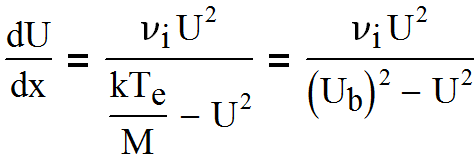 dU/dx = ν_i U² / (kT_e/M − U²) = ν_i U² / ((U_b)² − U²)